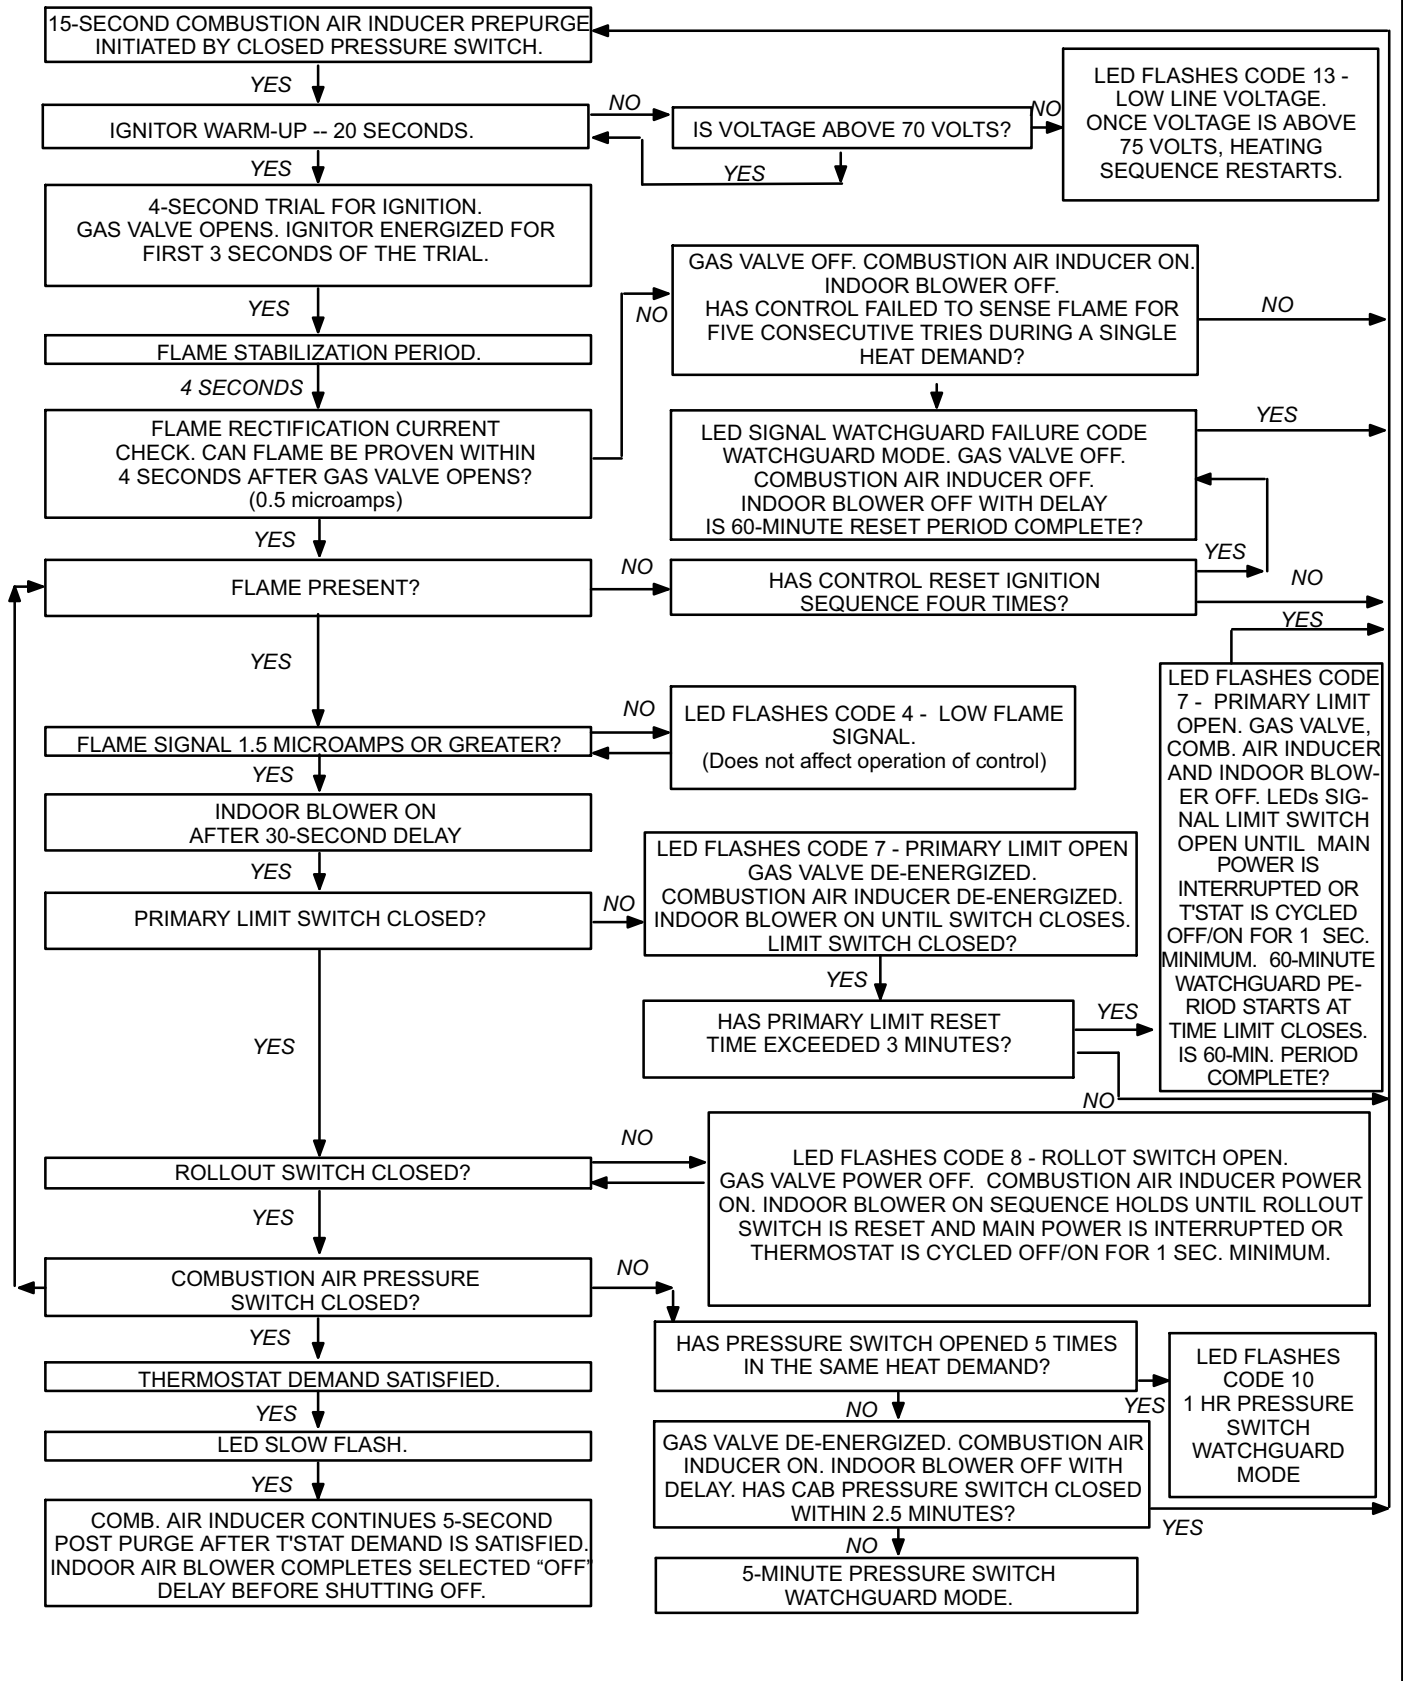 15-SECOND COMBUSTION AIR INDUCER PREPURGE
INITIATED BY CLOSED PRESSURE SWITCH.
YES
IGNITOR WARM-UP -- 20 SECONDS.
NO
IS VOLTAGE ABOVE 70 VOLTS?
YES
NO
LED FLASHES CODE 13 -
LOW LINE VOLTAGE.
ONCE VOLTAGE IS ABOVE
75 VOLTS, HEATING
SEQUENCE RESTARTS.
YES
4-SECOND TRIAL FOR IGNITION.
GAS VALVE OPENS. IGNITOR ENERGIZED FOR
FIRST 3 SECONDS OF THE TRIAL.
YES
FLAME STABILIZATION PERIOD.
4 SECONDS
FLAME RECTIFICATION CURRENT
CHECK. CAN FLAME BE PROVEN WITHIN
4 SECONDS AFTER GAS VALVE OPENS?
(0.5 microamps)
NO
GAS VALVE OFF. COMBUSTION AIR INDUCER ON.
INDOOR BLOWER OFF.
HAS CONTROL FAILED TO SENSE FLAME FOR
FIVE CONSECUTIVE TRIES DURING A SINGLE
HEAT DEMAND?
NO
LED SIGNAL WATCHGUARD FAILURE CODE
WATCHGUARD MODE. GAS VALVE OFF.
COMBUSTION AIR INDUCER OFF.
INDOOR BLOWER OFF WITH DELAY
IS 60-MINUTE RESET PERIOD COMPLETE?
YES
YES
FLAME PRESENT?
NO
HAS CONTROL RESET IGNITION
SEQUENCE FOUR TIMES?
YES
NO
YES
FLAME SIGNAL 1.5 MICROAMPS OR GREATER?
NO
LED FLASHES CODE 4 - LOW FLAME
SIGNAL.
(Does not affect operation of control)
YES
INDOOR BLOWER ON
AFTER 30-SECOND DELAY
YES
PRIMARY LIMIT SWITCH CLOSED?
NO
LED FLASHES CODE 7 - PRIMARY LIMIT OPEN
GAS VALVE DE-ENERGIZED.
COMBUSTION AIR INDUCER DE-ENERGIZED.
INDOOR BLOWER ON UNTIL SWITCH CLOSES.
LIMIT SWITCH CLOSED?
YES
HAS PRIMARY LIMIT RESET
TIME EXCEEDED 3 MINUTES?
YES
NO
YES
LED FLASHES CODE
7 - PRIMARY LIMIT
OPEN. GAS VALVE,
COMB. AIR INDUCER
AND INDOOR BLOW-
ER OFF. LEDs SIG-
NAL LIMIT SWITCH
OPEN UNTIL MAIN
POWER IS
INTERRUPTED OR
T'STAT IS CYCLED
OFF/ON FOR 1 SEC.
MINIMUM. 60-MINUTE
WATCHGUARD PE-
RIOD STARTS AT
TIME LIMIT CLOSES.
IS 60-MIN. PERIOD
COMPLETE?
YES
ROLLOUT SWITCH CLOSED?
NO
LED FLASHES CODE 8 - ROLLOT SWITCH OPEN.
GAS VALVE POWER OFF. COMBUSTION AIR INDUCER POWER
ON. INDOOR BLOWER ON SEQUENCE HOLDS UNTIL ROLLOUT
SWITCH IS RESET AND MAIN POWER IS INTERRUPTED OR
THERMOSTAT IS CYCLED OFF/ON FOR 1 SEC. MINIMUM.
YES
COMBUSTION AIR PRESSURE
SWITCH CLOSED?
NO
HAS PRESSURE SWITCH OPENED 5 TIMES
IN THE SAME HEAT DEMAND?
YES
LED FLASHES
CODE 10
1 HR PRESSURE
SWITCH
WATCHGUARD
MODE
NO
GAS VALVE DE-ENERGIZED. COMBUSTION AIR
INDUCER ON. INDOOR BLOWER OFF WITH
DELAY. HAS CAB PRESSURE SWITCH CLOSED
WITHIN 2.5 MINUTES?
YES
NO
5-MINUTE PRESSURE SWITCH
WATCHGUARD MODE.
YES
THERMOSTAT DEMAND SATISFIED.
YES
LED SLOW FLASH.
YES
COMB. AIR INDUCER CONTINUES 5-SECOND
POST PURGE AFTER T'STAT DEMAND IS SATISFIED.
INDOOR AIR BLOWER COMPLETES SELECTED “OFF”
DELAY BEFORE SHUTTING OFF.